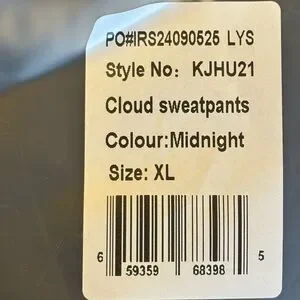 PO#IRS24090525 LYS
Style No: KJHU21
Cloud sweatpants
Colour:Midnight
Size: XL
6 59359 68398 5